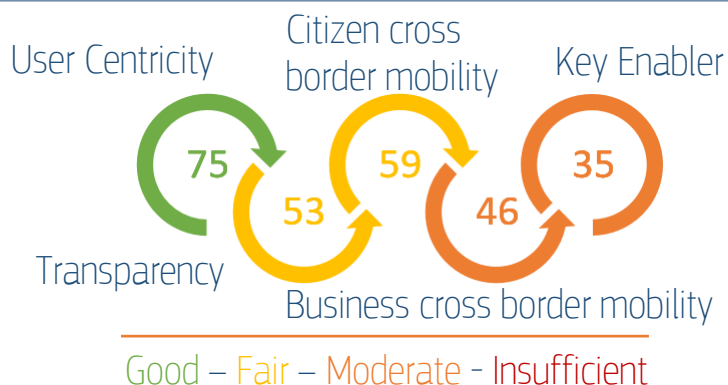 User Centricity
Citizen cross
border mobility
Key Enabler
75
53
59
46
35
Transparency
Business cross border mobility
Good – Fair – Moderate - Insufficient